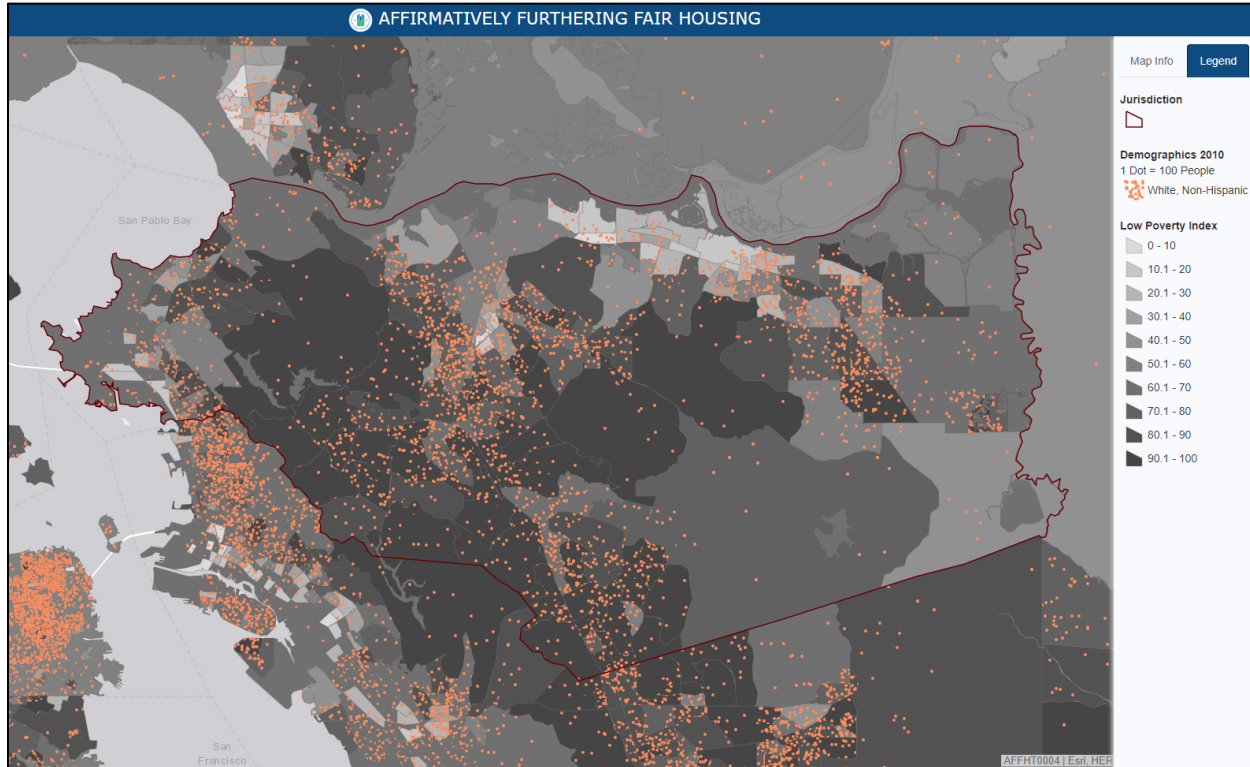 AFFIRMATIVELY FURTHERING FAIR HOUSING
Map Info
Legend
Jurisdiction
Demographics 2010
1 Dot = 100 People
White, Non-Hispanic
Low Poverty Index
0 - 10
10.1 - 20
20.1 - 30
30.1 - 40
40.1 - 50
50.1 - 60
60.1 - 70
70.1 - 80
80.1 - 90
90.1 - 100
San Pablo Bay
San
Francisco
AFFHT0004 | Esri, HER